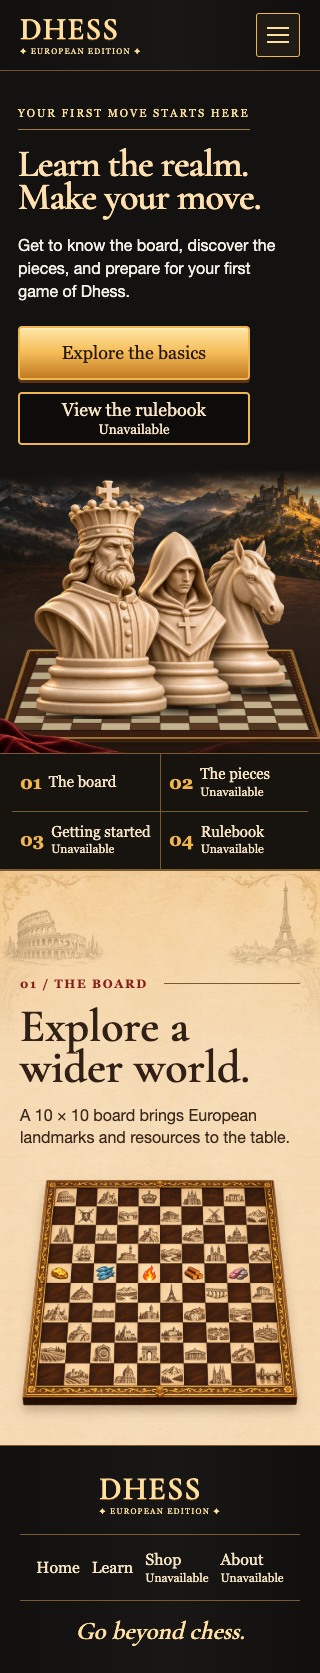 DHESS
✦ EUROPEAN EDITION ✦
YOUR FIRST MOVE STARTS HERE
Learn the realm.
Make your move.
Get to know the board, discover the
pieces, and prepare for your first
game of Dhess.
Explore the basics
View the rulebook
Unavailable
01 The board
02 The pieces
Unavailable
03 Getting started
Unavailable
04 Rulebook
Unavailable
01 / THE BOARD
Explore a
wider world.
A 10 × 10 board brings European
landmarks and resources to the table.
DHESS
✦ EUROPEAN EDITION ✦
Home Learn Shop About
Unavailable Unavailable
Go beyond chess.